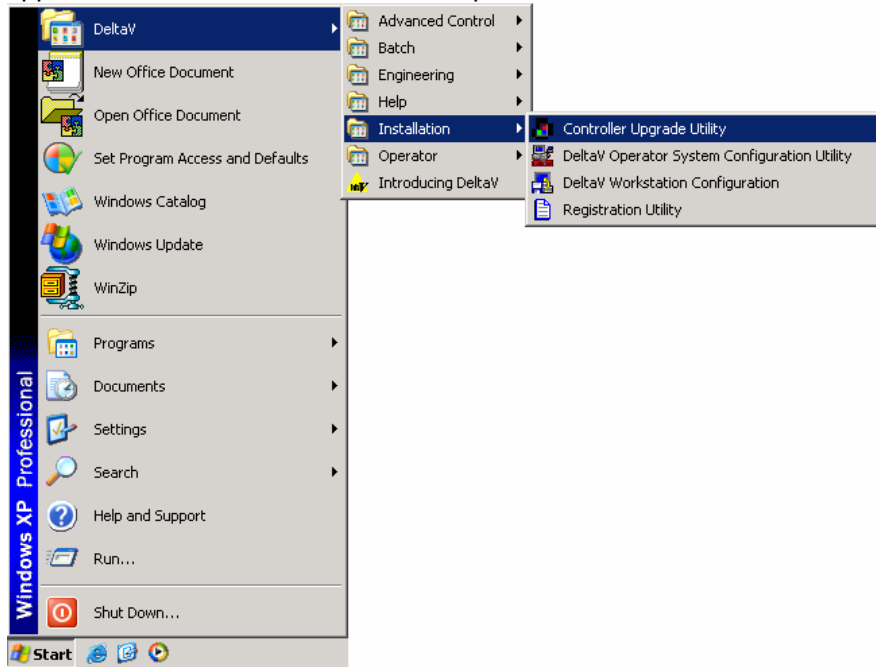 DeltaV
New Office Document
Open Office Document
Set Program Access and Defaults
Windows Catalog
Windows Update
WinZip
Programs
Documents
Settings
Search
Help and Support
Run...
Shut Down...
Windows XP Professional
Start
Advanced Control
Batch
Engineering
Help
Installation
Operator
Introducing DeltaV
Controller Upgrade Utility
DeltaV Operator System Configuration Utility
DeltaV Workstation Configuration
Registration Utility